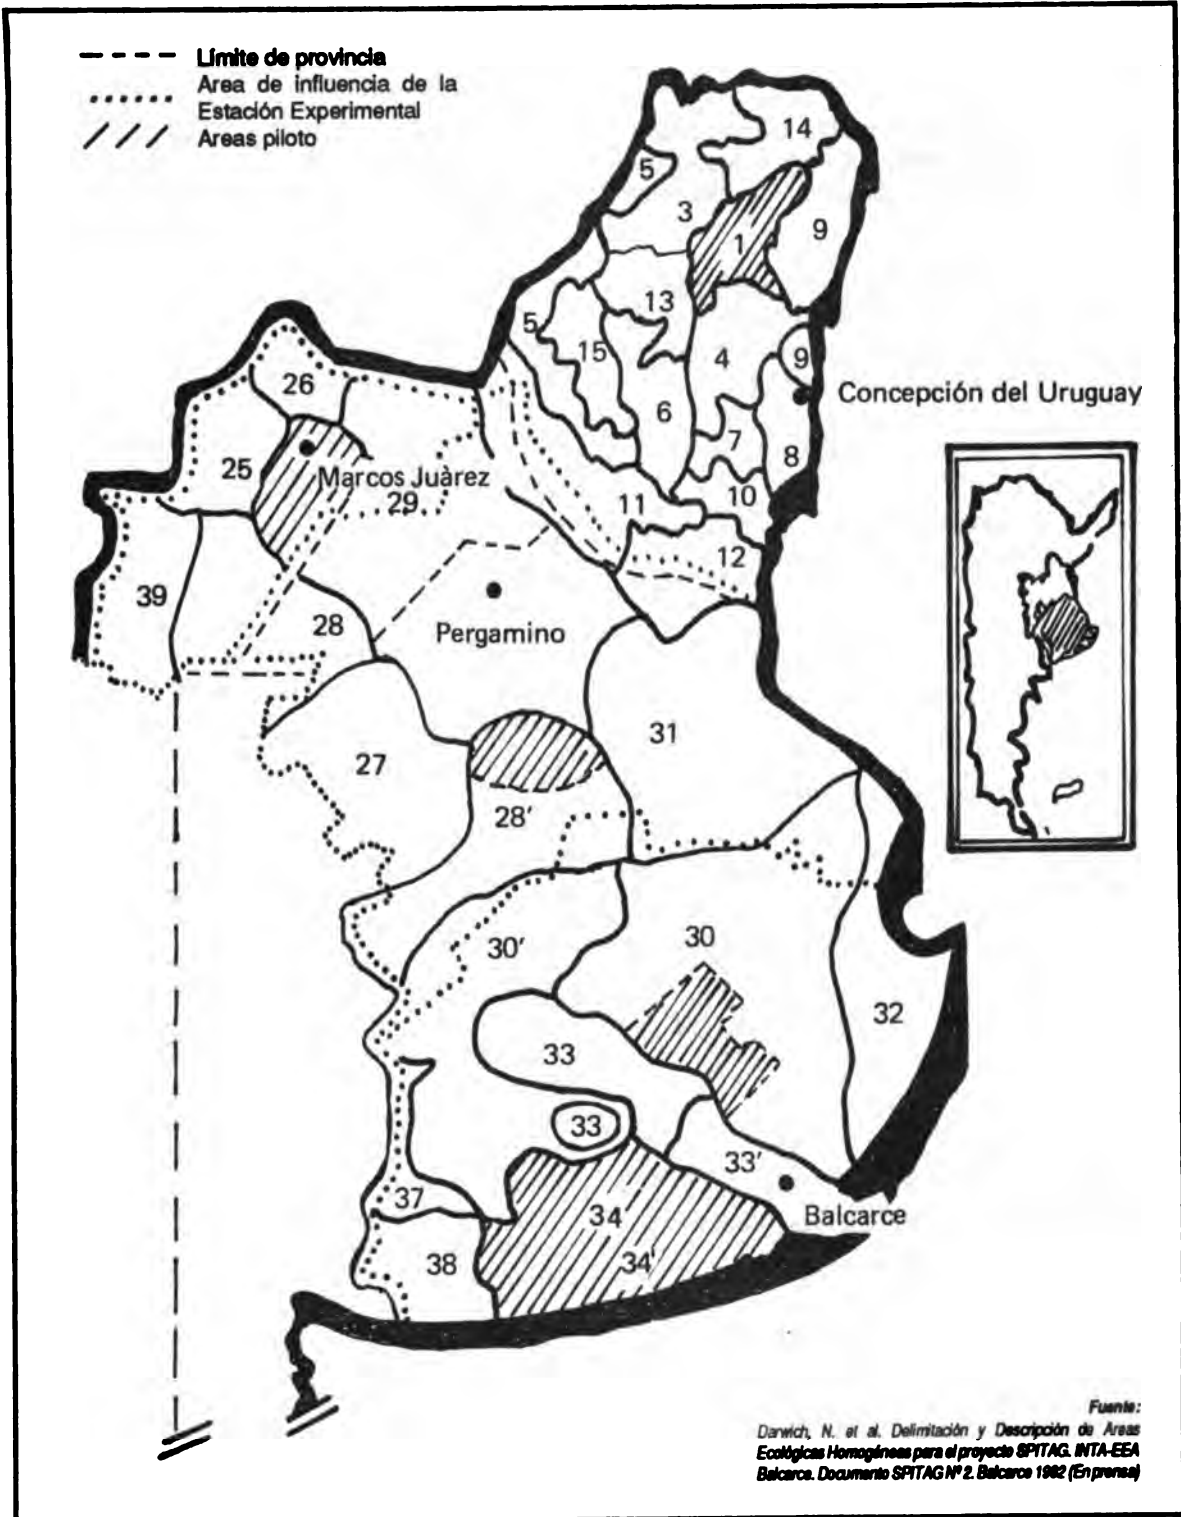 Límite de provincia
Area de influencia de la
Estación Experimental
Areas piloto
14
5
3
1
9
13
5
15
4
9
26
Concepción del Uruguay
6
7
8
25
Marcos Juàrez
29
11
10
12
39
28
Pergamino
31
27
28'
30'
30
32
33
33
33'
37
34
Balcarce
38
34'
Fuente:
Darwich, N. et al. Delimitación y Descripción de Areas
Ecológicas Homogéneas para el proyecto SPITAG. INTA-EEA
Balcarce. Documento SPITAG Nº 2. Balcarce 1982 (En prensa)